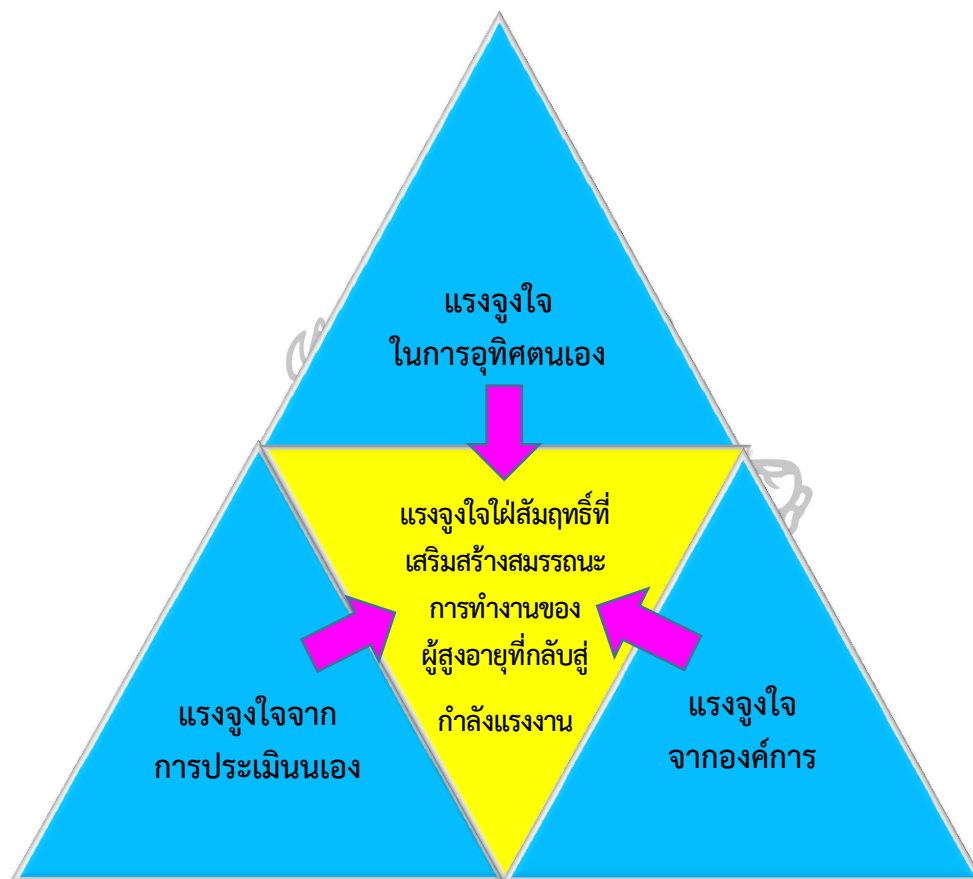 แรงจูงใจ
ในการอุทิศตนเอง
แรงจูงใจใฝ่สัมฤทธิ์ที่
เสริมสร้างสมรรถนะ
การทำงานของ
ผู้สูงอายุที่กลับสู่
กำลังแรงงาน
แรงจูงใจจาก
การประเมินนเอง
แรงจูงใจ
จากองค์การ